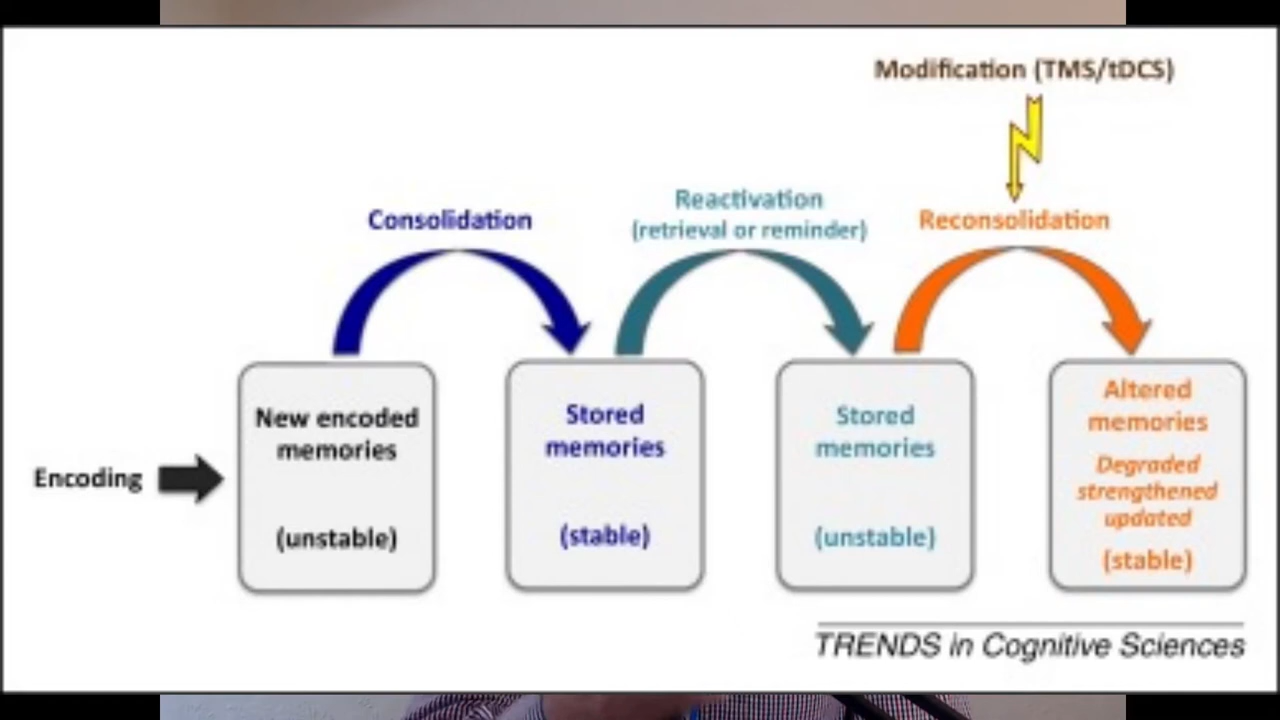 Modification (TMS/tDCS)
Consolidation
Reactivation
(retrieval or reminder)
Reconsolidation
Encoding
New encoded
memories
(unstable)
Stored
memories
(stable)
Stored
memories
(unstable)
Altered
memories
Degraded
strengthened
updated
(stable)
TRENDS in Cognitive Sciences